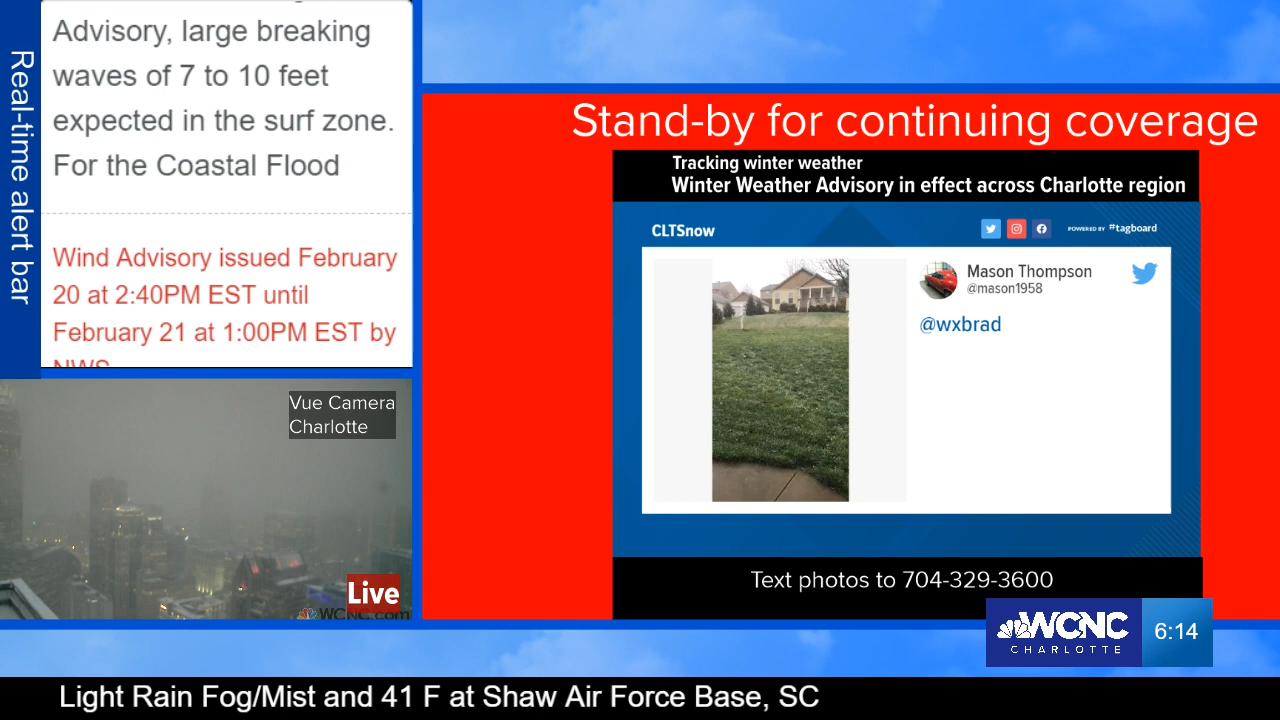 Real-time alert bar
Advisory, large breaking
waves of 7 to 10 feet
expected in the surf zone.
For the Coastal Flood
Wind Advisory issued February
20 at 2:40PM EST until
February 21 at 1:00PM EST by
NWS
Vue Camera
Charlotte
Live
WCNC.com
Stand-by for continuing coverage
Tracking winter weather
Winter Weather Advisory in effect across Charlotte region
CLTSnow
POWERED BY #tagboard
Mason Thompson
@mason1958
@wxbrad
Text photos to 704-329-3600
WCNC
CHARLOTTE
6:14
Light Rain Fog/Mist and 41 F at Shaw Air Force Base, SC